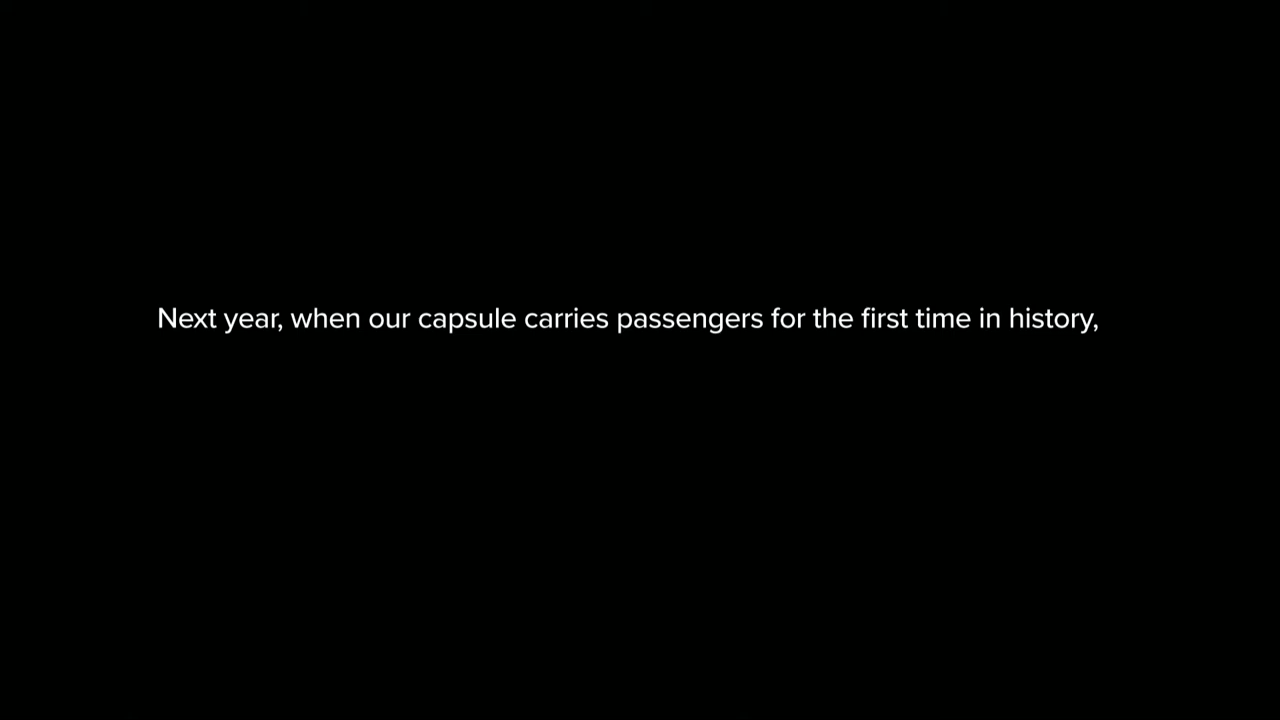 Next year, when our capsule carries passengers for the first time in history,